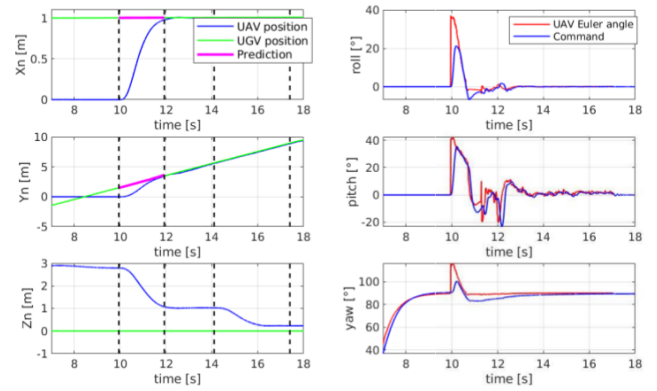 1
0.5
0
Xn [m]
UAV position
UGV position
Prediction
8 10 12 14 16 18
time [s]
40
20
0
roll [°]
UAV Euler angle
Command
8 10 12 14 16 18
time [s]
10
5
0
-5
Yn [m]
8 10 12 14 16 18
time [s]
40
20
0
-20
pitch [°]
8 10 12 14 16 18
time [s]
3
2
1
0
-1
Zn [m]
8 10 12 14 16 18
time [s]
100
80
60
40
yaw [°]
8 10 12 14 16 18
time [s]